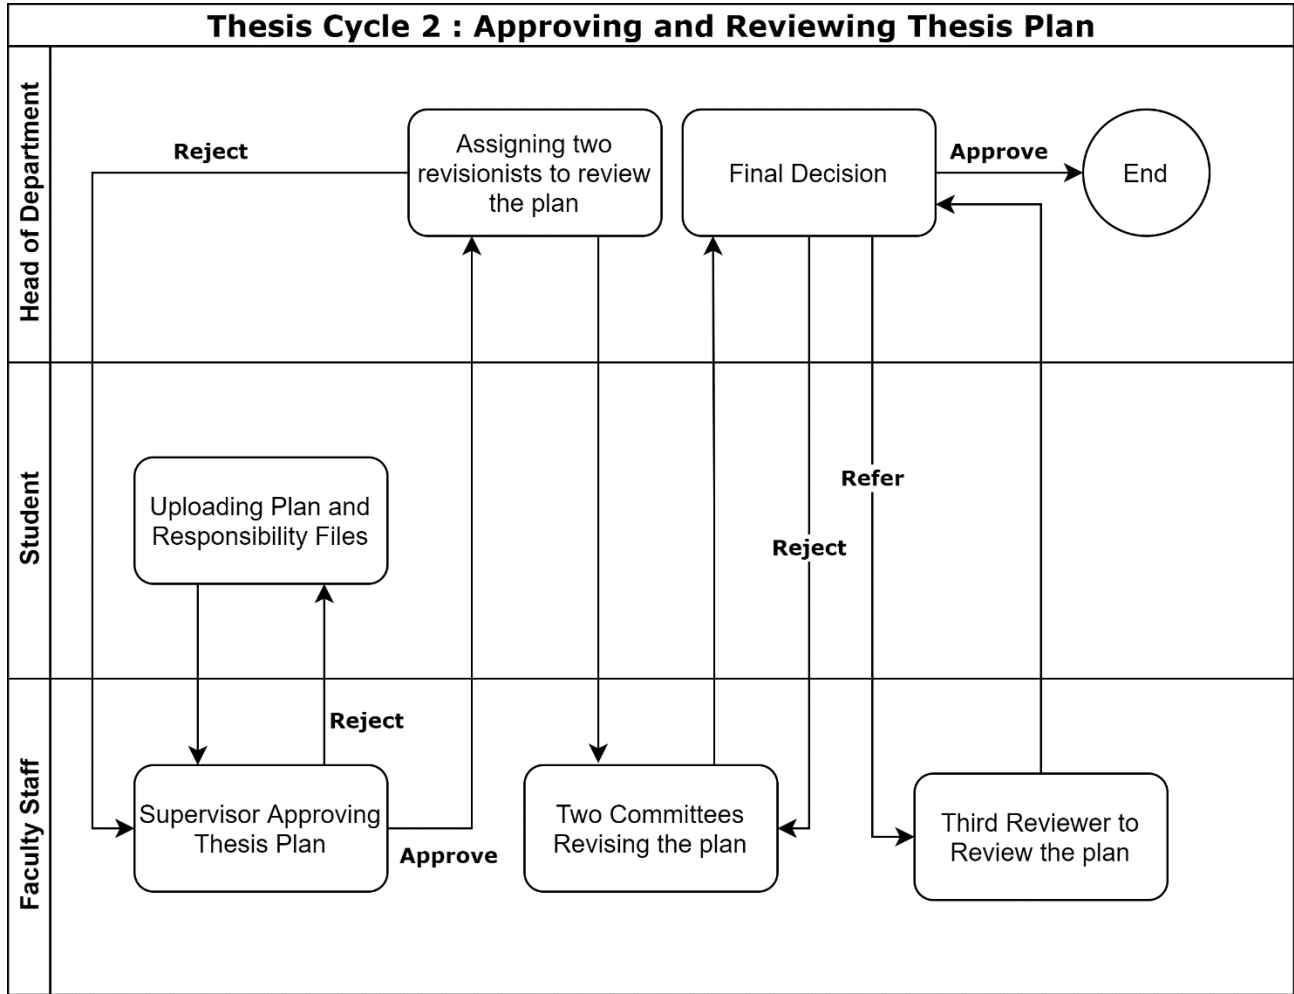 Thesis Cycle 2 : Approving and Reviewing Thesis Plan
Head of Department
Reject
Assigning two
revisionists to review
the plan
Final Decision
Approve
End
Student
Uploading Plan and
Responsibility Files
Refer
Reject
Faculty Staff
Reject
Supervisor Approving
Thesis Plan
Approve
Two Committees
Revising the plan
Third Reviewer to
Review the plan